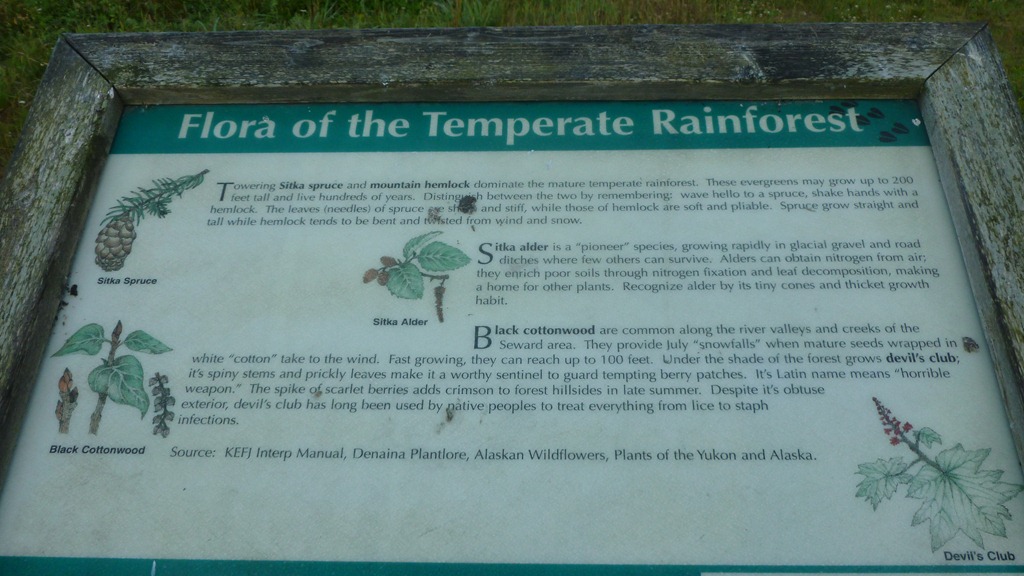 Flora of the Temperate Rainforest
Towering Sitka spruce and mountain hemlock dominate the mature temperate rainforest. These evergreens may grow up to 200
feet tall and live hundreds of years. Distinguish between the two by remembering: wave hello to a spruce, shake hands with a
hemlock. The leaves (needles) of spruce are sharp and stiff, while those of hemlock are soft and pliable. Spruce grow straight and
tall while hemlock tends to be bent and twisted from wind and snow.
Sitka Spruce
Sitka alder is a "pioneer" species, growing rapidly in glacial gravel and road
ditches where few others can survive. Alders can obtain nitrogen from air;
they enrich poor soils through nitrogen fixation and leaf decomposition, making
a home for other plants. Recognize alder by its tiny cones and thicket growth
habit.
Sitka Alder
Black cottonwood are common along the river valleys and creeks of the
Seward area. They provide July "snowfalls" when mature seeds wrapped in
white "cotton" take to the wind. Fast growing, they can reach up to 100 feet. Under the shade of the forest grows devil's club;
it's spiny stems and prickly leaves make it a worthy sentinel to guard tempting berry patches. It's Latin name means "horrible
weapon." The spike of scarlet berries adds crimson to forest hillsides in late summer. Despite it's obtuse
exterior, devil's club has long been used by native peoples to treat everything from lice to staph
infections.
Black Cottonwood
Source: KEFJ Interp Manual, Denaina Plantlore, Alaskan Wildflowers, Plants of the Yukon and Alaska.
Devil's Club